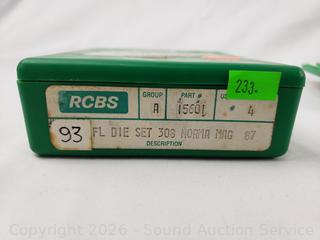 233.
RCBS
GROUP PART # US
A 15601 4
93
FL DIE SET 308 NORMA MAG 87
DESCRIPTION
Copyright 2026 - Sound Auction Service